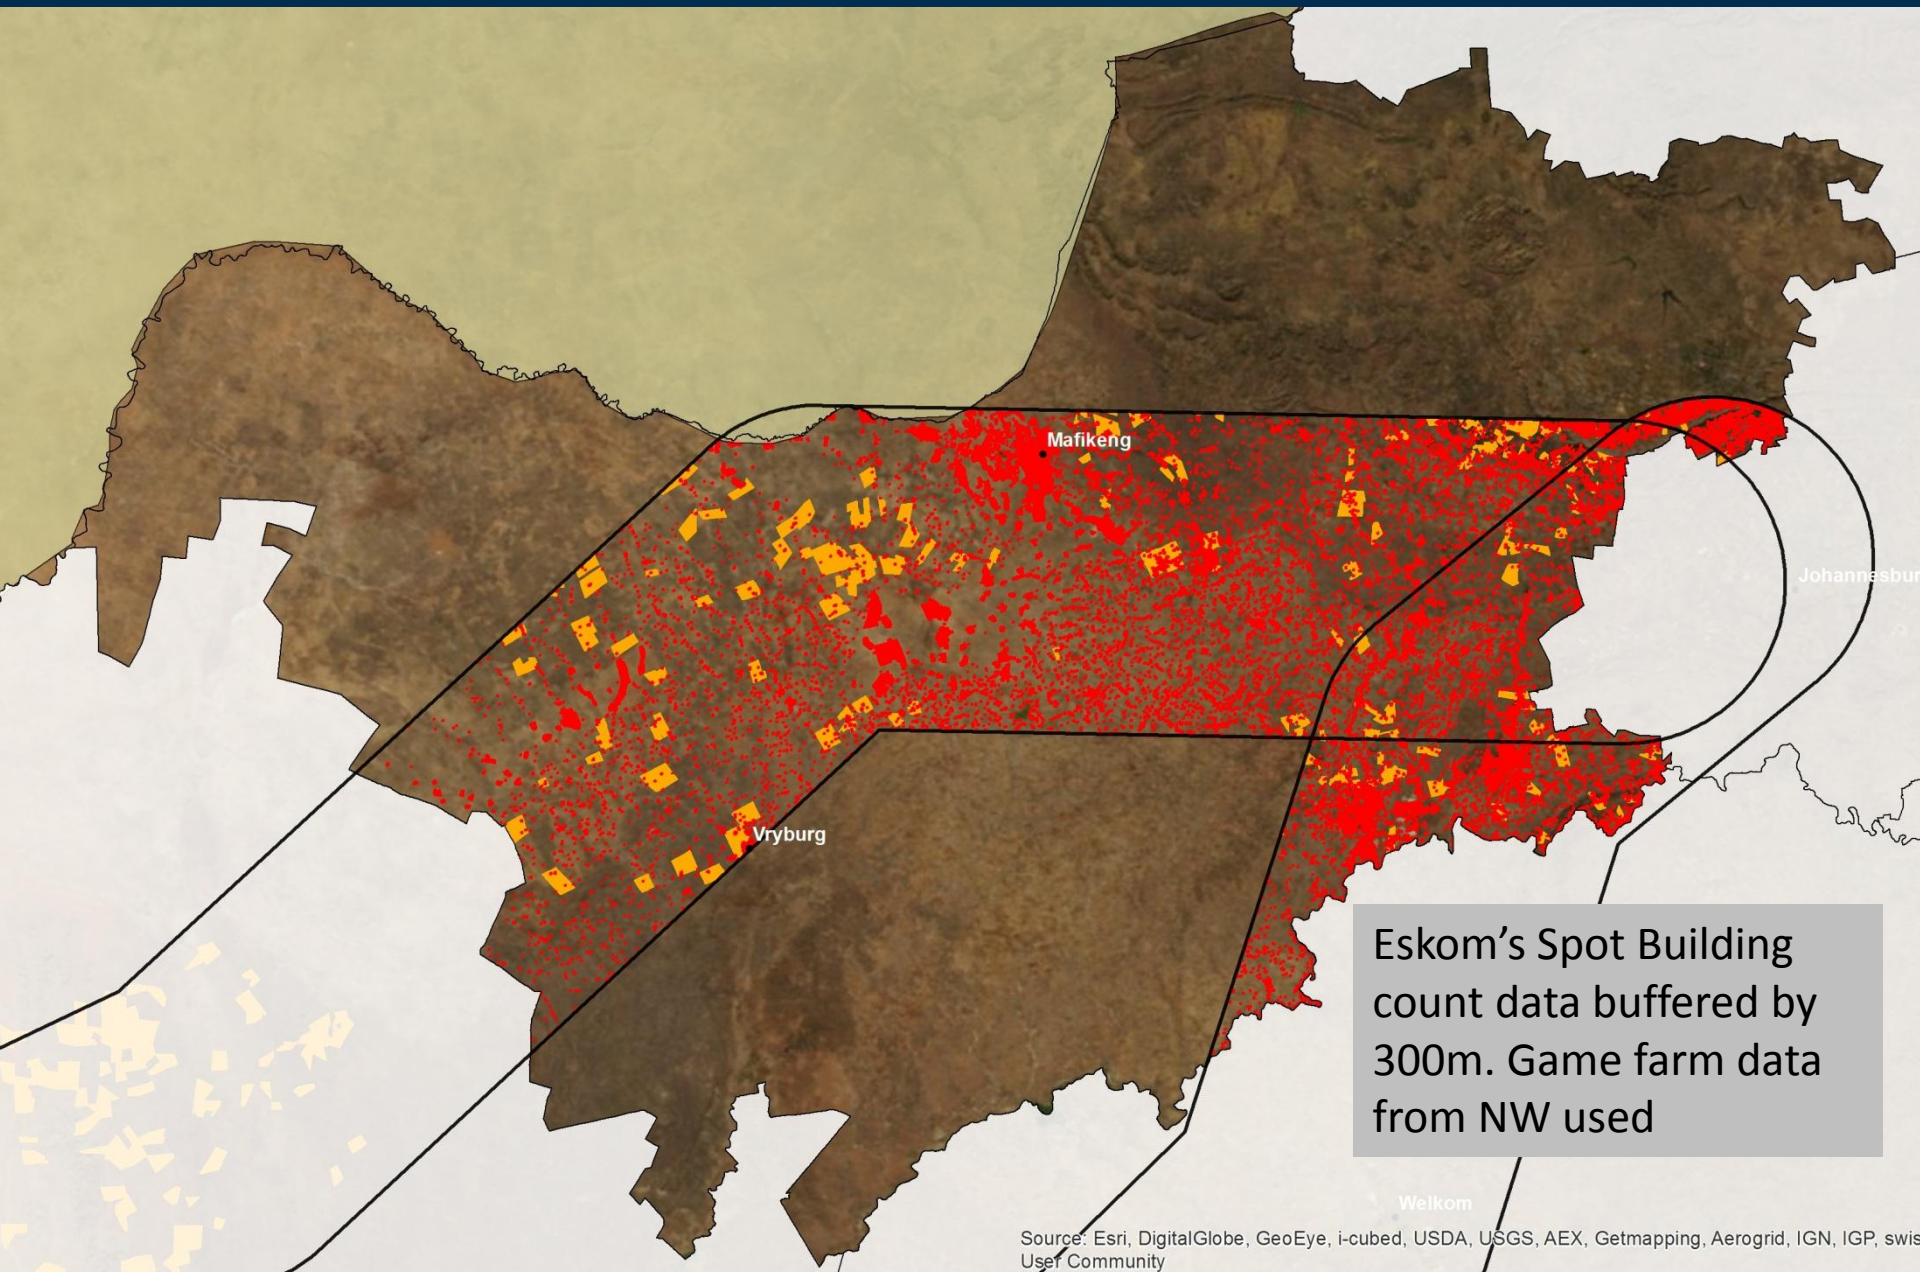 Mafikeng
Johannesbur
Vryburg
Eskom’s Spot Building
count data buffered by
300m. Game farm data
from NW used
Welkom
Source: Esri, DigitalGlobe, GeoEye, i-cubed, USDA, USGS, AEX, Getmapping, Aerogrid, IGN, IGP, swis
User Community